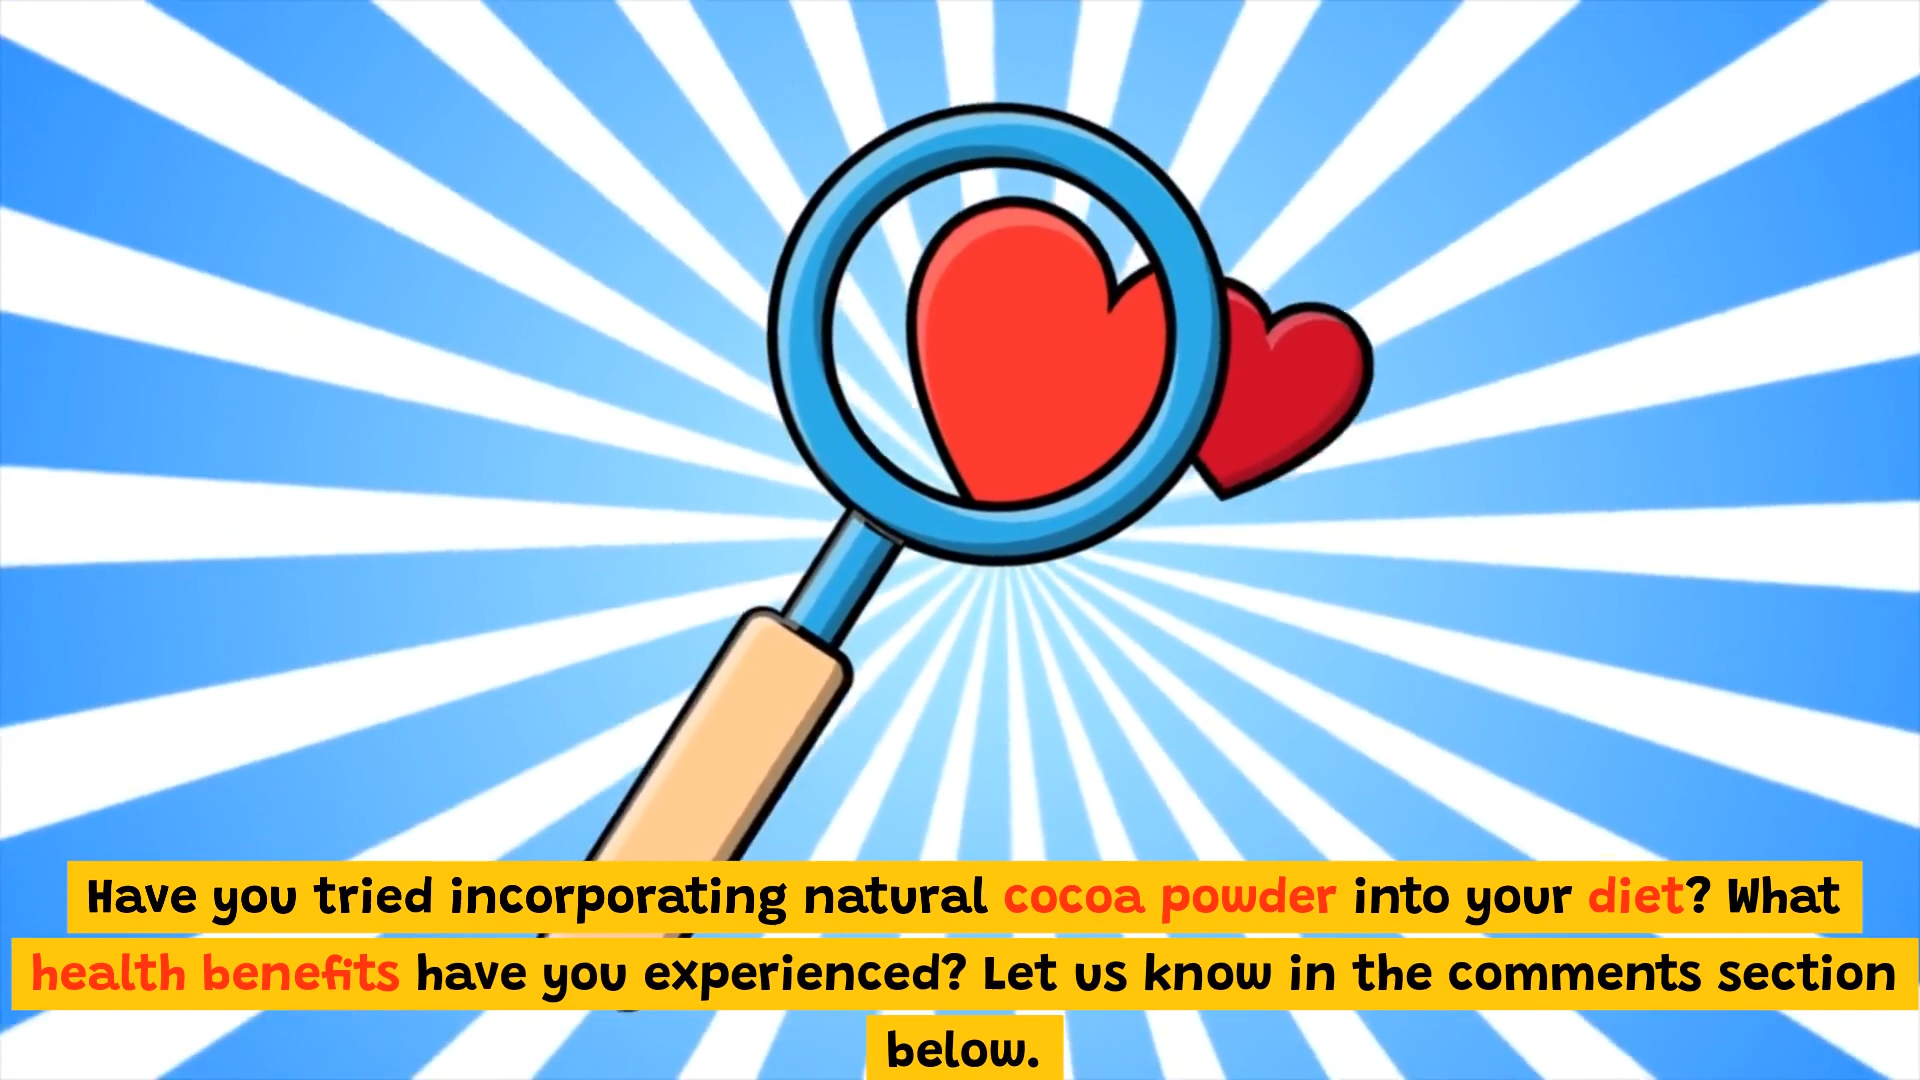 Have you tried incorporating natural cocoa powder into your diet? What
health benefits have you experienced? Let us know in the comments section
below.